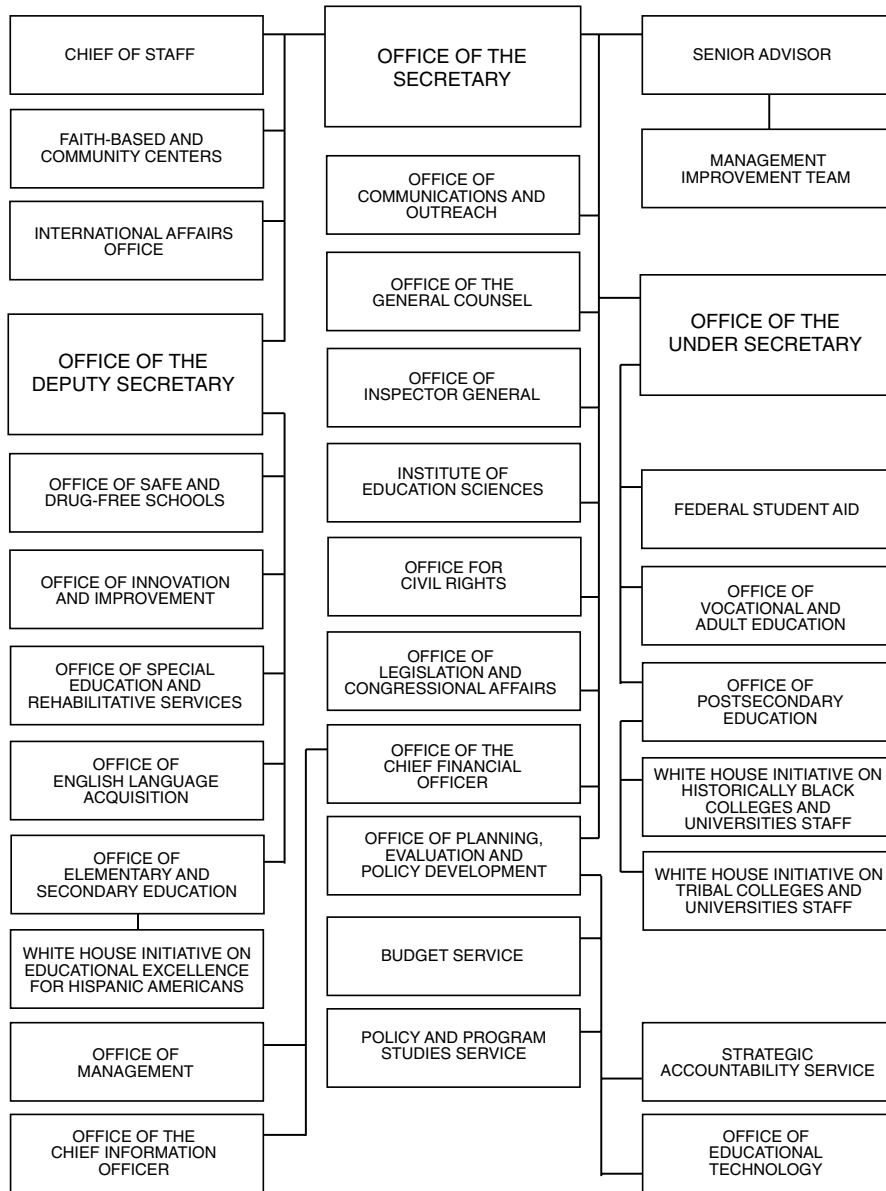 CHIEF OF STAFF
OFFICE OF THE
SECRETARY
SENIOR ADVISOR
FAITH-BASED AND
COMMUNITY CENTERS
MANAGEMENT
IMPROVEMENT TEAM
OFFICE OF
COMMUNICATIONS AND
OUTREACH
INTERNATIONAL AFFAIRS
OFFICE
OFFICE OF THE
GENERAL COUNSEL
OFFICE OF THE
UNDER SECRETARY
OFFICE OF THE
DEPUTY SECRETARY
OFFICE OF
INSPECTOR GENERAL
OFFICE OF SAFE AND
DRUG-FREE SCHOOLS
INSTITUTE OF
EDUCATION SCIENCES
FEDERAL STUDENT AID
OFFICE OF INNOVATION
AND IMPROVEMENT
OFFICE FOR
CIVIL RIGHTS
OFFICE OF
VOCATIONAL AND
ADULT EDUCATION
OFFICE OF SPECIAL
EDUCATION AND
REHABILITATIVE SERVICES
OFFICE OF
LEGISLATION AND
CONGRESSIONAL AFFAIRS
OFFICE OF
POSTSECONDARY
EDUCATION
OFFICE OF
ENGLISH LANGUAGE
ACQUISITION
OFFICE OF THE
CHIEF FINANCIAL
OFFICER
WHITE HOUSE INITIATIVE ON
HISTORICALLY BLACK
COLLEGES AND
UNIVERSITIES STAFF
OFFICE OF
ELEMENTARY AND
SECONDARY EDUCATION
OFFICE OF PLANNING,
EVALUATION AND
POLICY DEVELOPMENT
WHITE HOUSE INITIATIVE ON
TRIBAL COLLEGES AND
UNIVERSITIES STAFF
WHITE HOUSE INITIATIVE ON
EDUCATIONAL EXCELLENCE
FOR HISPANIC AMERICANS
BUDGET SERVICE
OFFICE OF
MANAGEMENT
POLICY AND PROGRAM
STUDIES SERVICE
STRATEGIC
ACCOUNTABILITY SERVICE
OFFICE OF THE
CHIEF INFORMATION
OFFICER
OFFICE OF
EDUCATIONAL
TECHNOLOGY